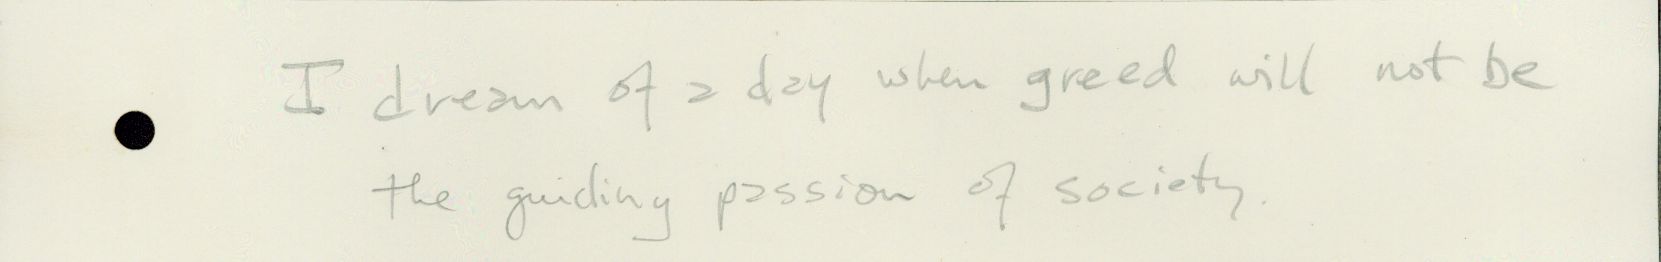 I dream of a day when greed will not be
the guiding passion of society.